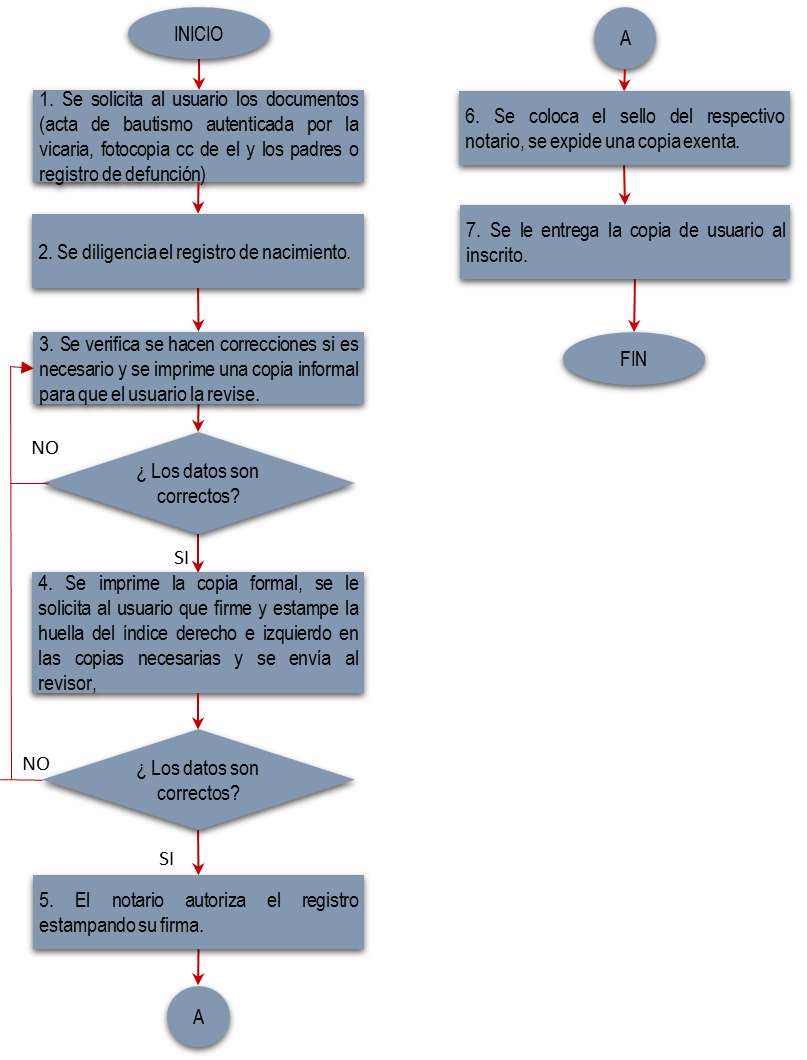 INICIO
1. Se solicita al usuario los documentos
(acta de bautismo autenticada por la
vicaria, fotocopia cc de el y los padres o
registro de defunción)
2. Se diligencia el registro de nacimiento.
3. Se verifica se hacen correcciones si es
necesario y se imprime una copia informal
para que el usuario la revise.
NO
¿ Los datos son
correctos?
SI
4. Se imprime la copia formal, se le
solicita al usuario que firme y estampe la
huella del índice derecho e izquierdo en
las copias necesarias y se envía al
revisor,
NO
¿ Los datos son
correctos?
SI
5. El notario autoriza el registro
estampando su firma.
A
A
6. Se coloca el sello del respectivo
notario, se expide una copia exenta.
7. Se le entrega la copia de usuario al
inscrito.
FIN